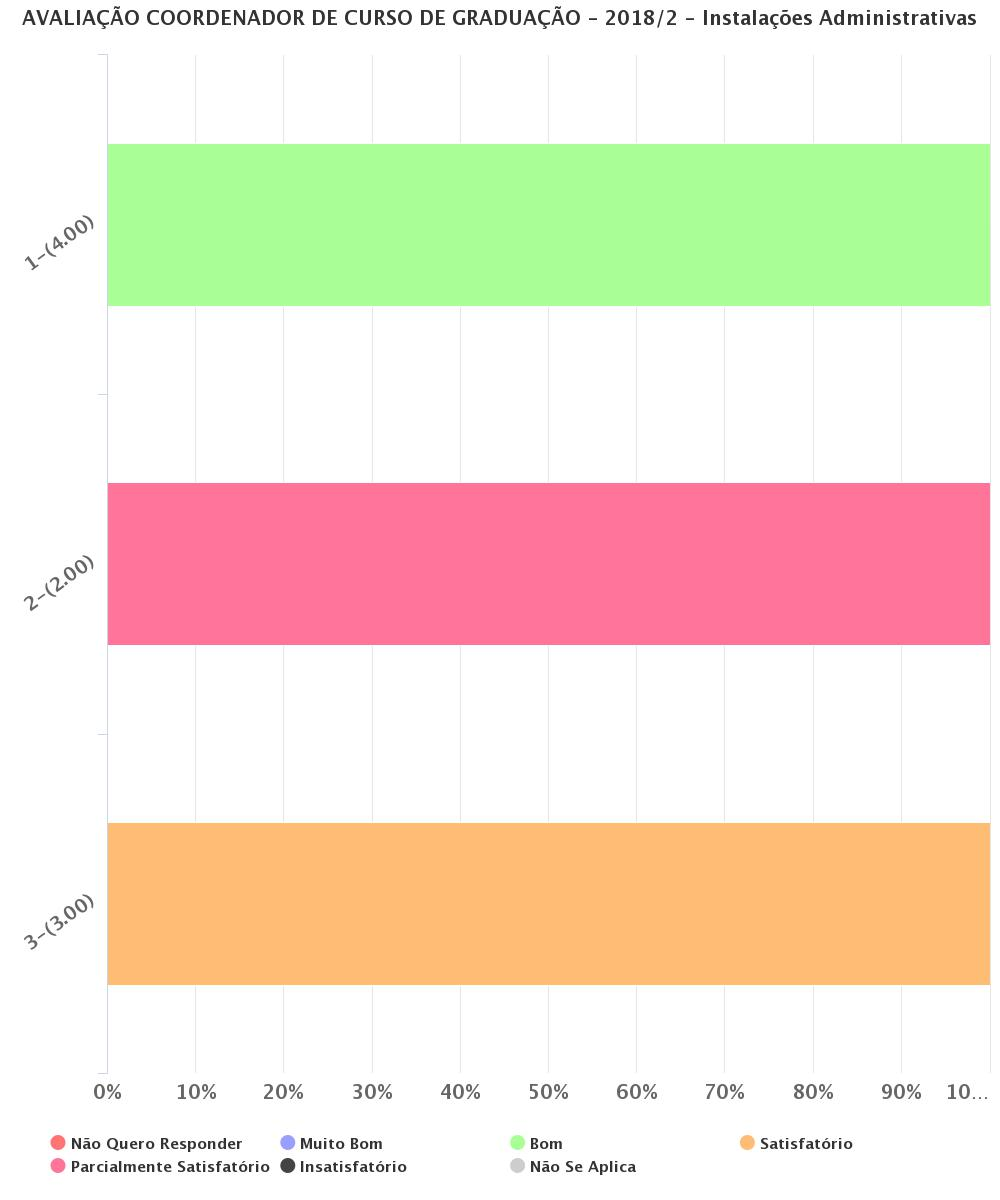 AVALIAÇÃO COORDENADOR DE CURSO DE GRADUAÇÃO – 2018/2 – Instalações Administrativas
1–(4.00)
2–(2.00)
3–(3.00)
0% 10% 20% 30% 40% 50% 60% 70% 80% 90% 10...
Não Quero Responder Muito Bom Bom Satisfatório
Parcialmente Satisfatório Insatisfatório Não Se Aplica